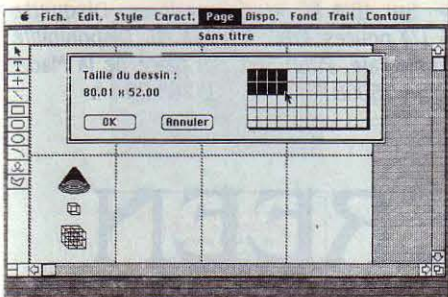 Fich. Edit. Style Caract. Page Dispo. Fond Trait Contour
Sans titre
Taille du dessin :
80.01 x 52.00
OK Annuler